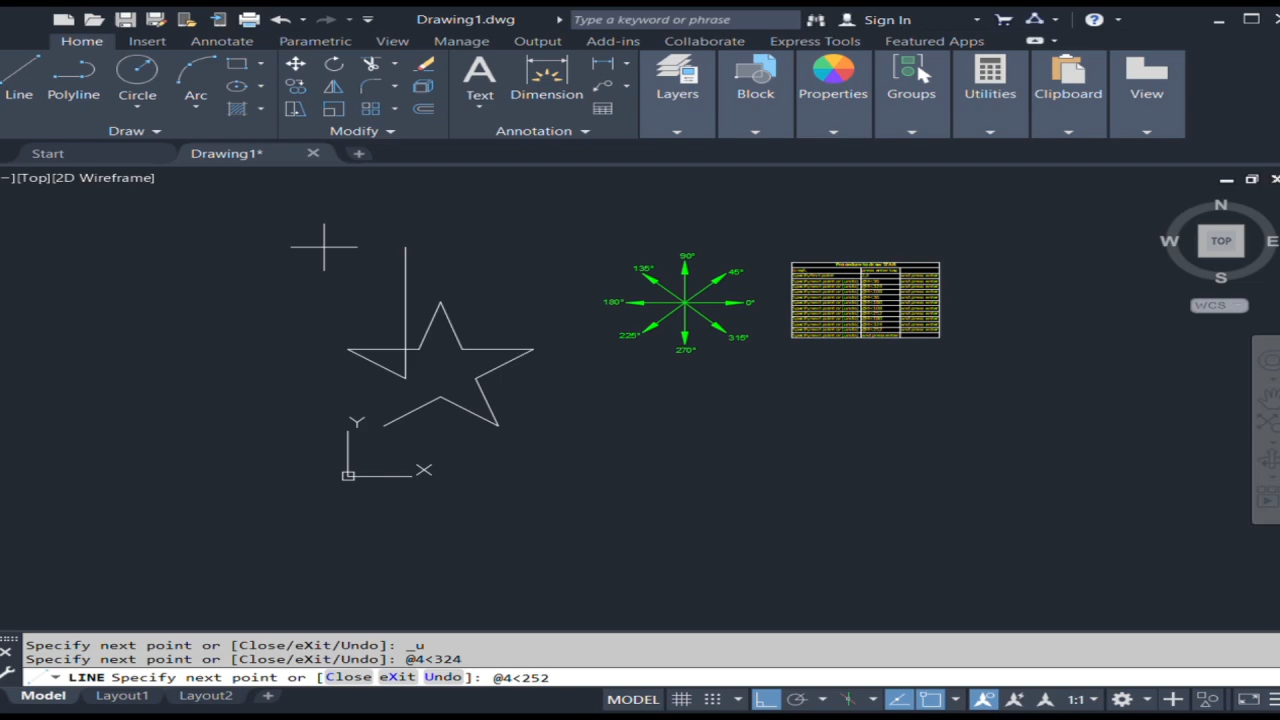 Drawing1.dwg
Type a keyword or phrase
Sign In
Home Insert Annotate Parametric View Manage Output Add-ins Collaborate Express Tools Featured Apps
Line Polyline Circle Arc Text Dimension Layers Block Properties Groups Utilities Clipboard View
Draw Modify Annotation
Start Drawing1*
−][Top][2D Wireframe]
N
W TOP E
S
WCS
90°
135° 45°
180° 0°
225° 315°
270°
Procedure to draw STAR
Y
X
Specify next point or [Close/eXit/Undo]: _u
Specify next point or [Close/eXit/Undo]: @4<324
LINE Specify next point or [Close eXit Undo]: @4<252
Model Layout1 Layout2
MODEL 1:1